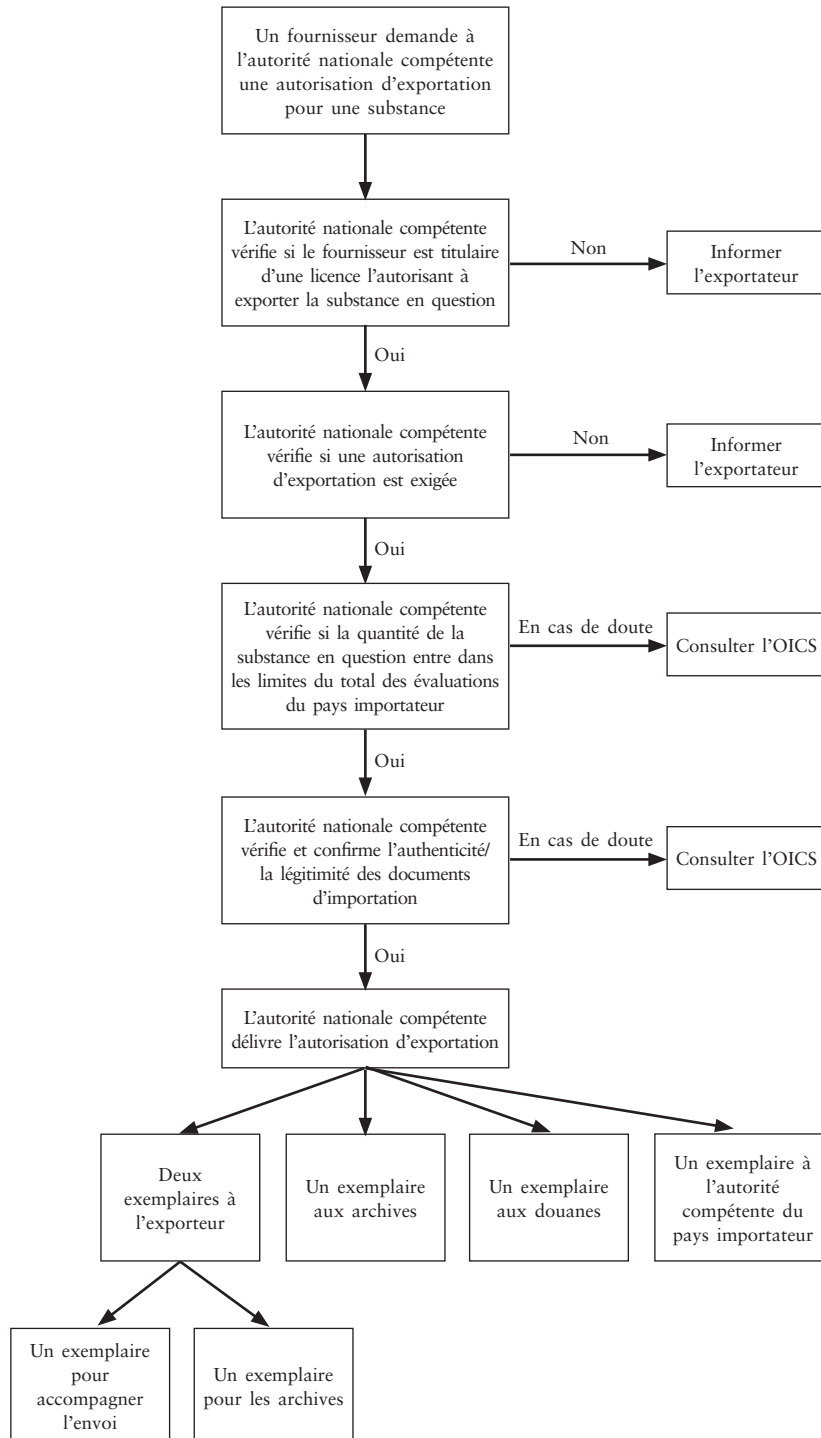 Un fournisseur demande à
l'autorité nationale compétente
une autorisation d'exportation
pour une substance
L'autorité nationale compétente
vérifie si le fournisseur est titulaire
d'une licence l'autorisant à
exporter la substance en question
Non
Informer
l'exportateur
Oui
L'autorité nationale compétente
vérifie si une autorisation
d'exportation est exigée
Non
Informer
l'exportateur
Oui
L'autorité nationale compétente
vérifie si la quantité de la
substance en question entre dans
les limites du total des évaluations
du pays importateur
En cas de doute
Consulter l'OICS
Oui
L'autorité nationale compétente
vérifie et confirme l'authenticité/
la légitimité des documents
d'importation
En cas de doute
Consulter l'OICS
Oui
L'autorité nationale compétente
délivre l'autorisation d'exportation
Deux
exemplaires à
l'exporteur
Un exemplaire
aux archives
Un exemplaire
aux douanes
Un exemplaire à
l'autorité
compétente du
pays importateur
Un exemplaire
pour
accompagner
l'envoi
Un exemplaire
pour les archives